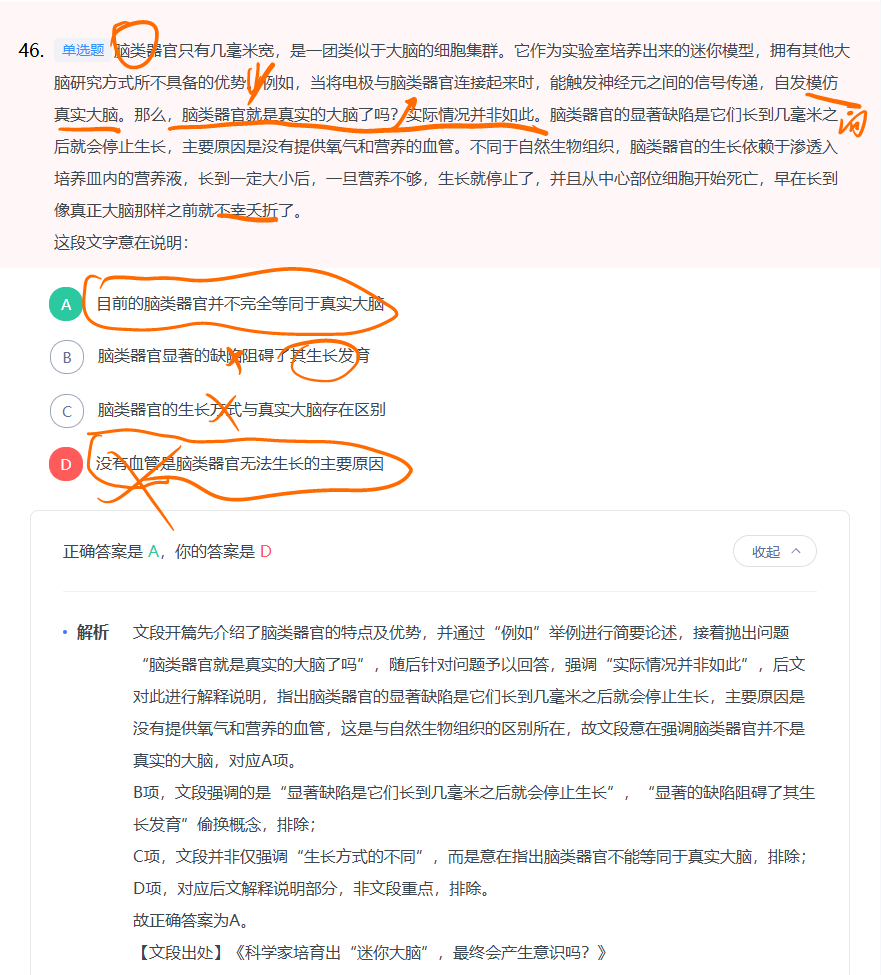 46. 单选题 脑类器官只有几毫米宽，是一团类似于大脑的细胞集群。它作为实验室培养出来的迷你模型，拥有其他大
脑研究方式所不具备的优势。例如，当将电极与脑类器官连接起来时，能触发神经元之间的信号传递，自发模仿
真实大脑。那么，脑类器官就是真实的大脑了吗？实际情况并非如此。脑类器官的显著缺陷是它们长到几毫米之
问
后就会停止生长，主要原因是没有提供氧气和营养的血管。不同于自然生物组织，脑类器官的生长依赖于渗透入
培养皿内的营养液，长到一定大小后，一旦营养不够，生长就停止了，并且从中心部位细胞开始死亡，早在长到
像真正大脑那样之前就不幸夭折了。
这段文字意在说明：
A 目前的脑类器官并不完全等同于真实大脑
B 脑类器官显著的缺陷阻碍了其生长发育
C 脑类器官的生长方式与真实大脑存在区别
D 没有血管是脑类器官无法生长的主要原因
正确答案是 A，你的答案是 D
收起
• 解析 文段开篇先介绍了脑类器官的特点及优势，并通过“例如”举例进行简要论述，接着抛出问题
“脑类器官就是真实的大脑了吗”，随后针对问题予以回答，强调“实际情况并非如此”，后文
对此进行解释说明，指出脑类器官的显著缺陷是它们长到几毫米之后就会停止生长，主要原因是
没有提供氧气和营养的血管，这是与自然生物组织的区别所在，故文段意在强调脑类器官并不是
真实的大脑，对应A项。
B项，文段强调的是“显著缺陷是它们长到几毫米之后就会停止生长”，“显著的缺陷阻碍了其生
长发育”偷换概念，排除；
C项，文段并非仅强调“生长方式的不同”，而是意在指出脑类器官不能等同于真实大脑，排除；
D项，对应后文解释说明部分，非文段重点，排除。
故正确答案为A。
【文段出处】《科学家培育出“迷你大脑”，最终会产生意识吗？》